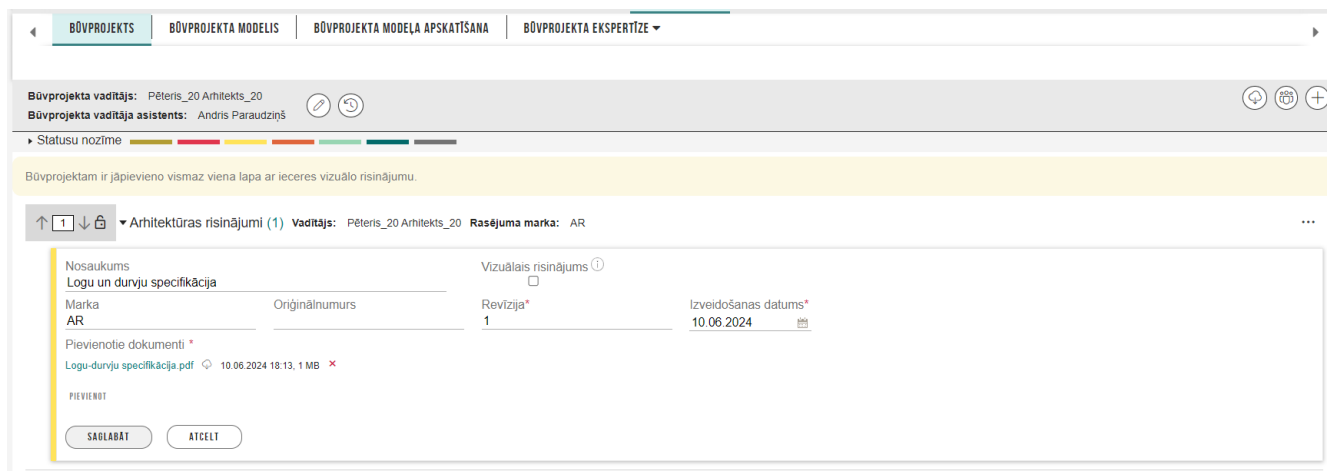 BŪVPROJEKTS BŪVPROJEKTA MODELIS BŪVPROJEKTA MODEĻA APSKATĪŠANA BŪVPROJEKTA EKSPERTĪZE
Būvprojekta vadītājs: Pēteris_20 Arhitekts_20
Būvprojekta vadītāja asistents: Andris Paraudziņš
Statusu nozīme
Būvprojektam ir jāpievieno vismaz viena lapa ar ieceres vizuālo risinājumu.
1 Arhitektūras risinājumi (1) Vadītājs: Pēteris_20 Arhitekts_20 Rasējuma marka: AR ...
Nosaukums Vizuālais risinājums
Logu un durvju specifikācija
Marka Oriģinālnumurs Revīzija* Izveidošanas datums*
AR 1 10.06.2024
Pievienotie dokumenti *
Logu-durvju specifikācija.pdf 10.06.2024 18:13, 1 MB
PIEVIENOT
SAGLABĀT ATCELT